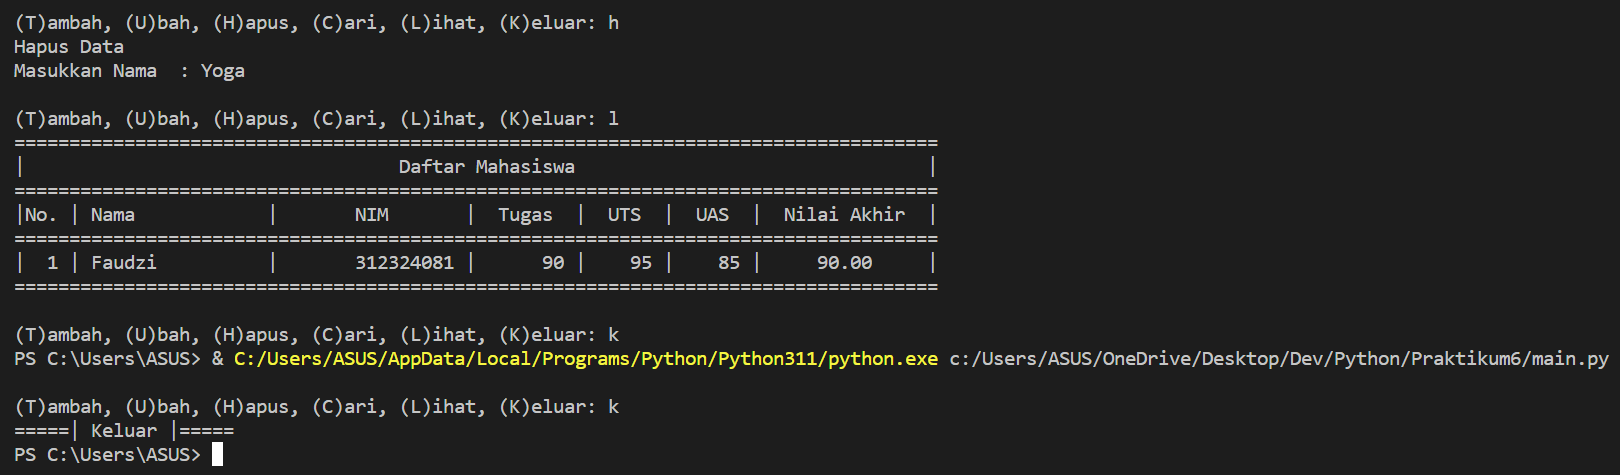 (T)ambah, (U)bah, (H)apus, (C)ari, (L)ihat, (K)eluar: h
Hapus Data
Masukkan Nama  : Yoga

(T)ambah, (U)bah, (H)apus, (C)ari, (L)ihat, (K)eluar: l
====================================================================================
|                                  Daftar Mahasiswa                                |
====================================================================================
|No. | Nama            |       NIM       |  Tugas  |  UTS  |  UAS  |  Nilai Akhir  |
====================================================================================
|  1 | Faudzi          |       312324081 |      90 |    95 |    85 |     90.00     |
====================================================================================

(T)ambah, (U)bah, (H)apus, (C)ari, (L)ihat, (K)eluar: k
PS C:\Users\ASUS> & C:/Users/ASUS/AppData/Local/Programs/Python/Python311/python.exe c:/Users/ASUS/OneDrive/Desktop/Dev/Python/Praktikum6/main.py

(T)ambah, (U)bah, (H)apus, (C)ari, (L)ihat, (K)eluar: k
=====| Keluar |=====
PS C:\Users\ASUS>